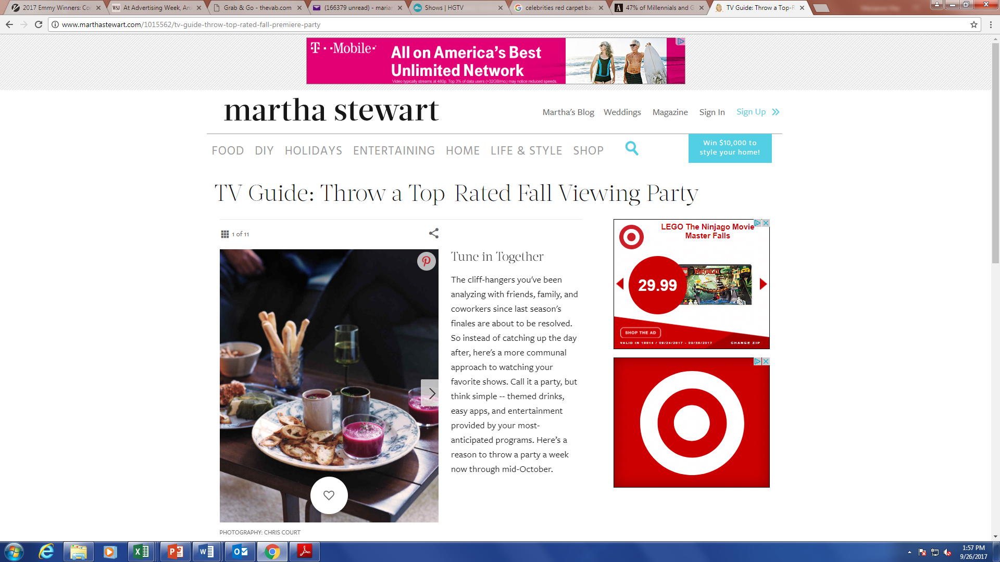 2017 Emmy Winners: Co
At Advertising Week, An
Grab & Go - thevab.com
(166379 unread) - marian
Shows | HGTV
celebrities red carpet bac
47% of Millennials and G
TV Guide: Throw a Top-R
www.marthastewart.com/1015562/tv-guide-throw-top-rated-fall-premiere-party
T-Mobile
All on America's Best
Unlimited Network
Video typically streams at 480p. Top 3% of data users (>32GB/mo.) may notice reduced speeds.
martha stewart
Martha's Blog Weddings Magazine Sign In Sign Up
FOOD DIY HOLIDAYS ENTERTAINING HOME LIFE & STYLE SHOP
Win $10,000 to
style your home!
TV Guide: Throw a Top Rated Fall Viewing Party
1 of 11
Tune in Together
The cliff-hangers you've been
analyzing with friends, family, and
coworkers since last season's
finales are about to be resolved.
So instead of catching up the day
after, here's a more communal
approach to watching your
favorite shows. Call it a party, but
think simple -- themed drinks,
easy apps, and entertainment
provided by your most-
anticipated programs. Here's a
reason to throw a party a week
now through mid-October.
PHOTOGRAPHY: CHRIS COURT
LEGO The Ninjago Movie
Master Falls
NINJAGO
29.99
SHOP THE AD
VALID IN 10014 / 09/24/2017 - 09/30/2017 CHANGE ZIP
1:57 PM
9/26/2017